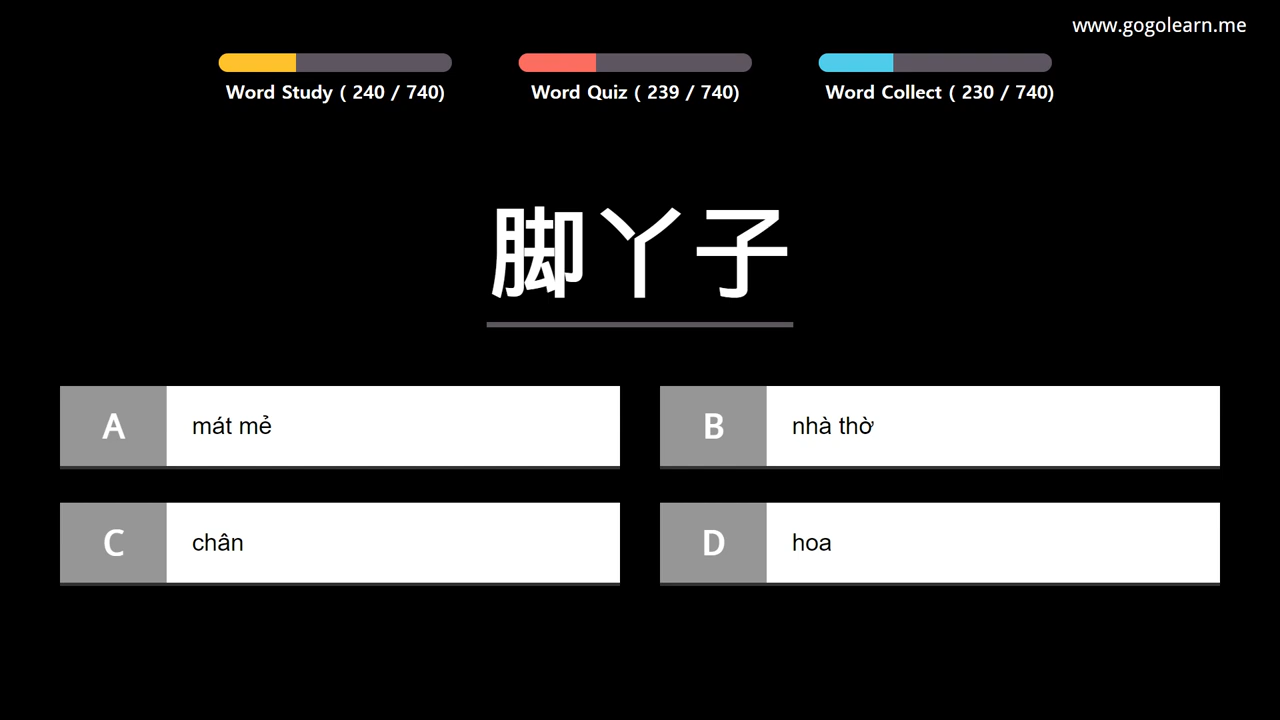 www.gogolearn.me
Word Study ( 240 / 740)
Word Quiz ( 239 / 740)
Word Collect ( 230 / 740)
脚丫子
A mát mẻ
B nhà thờ
C chân
D hoa